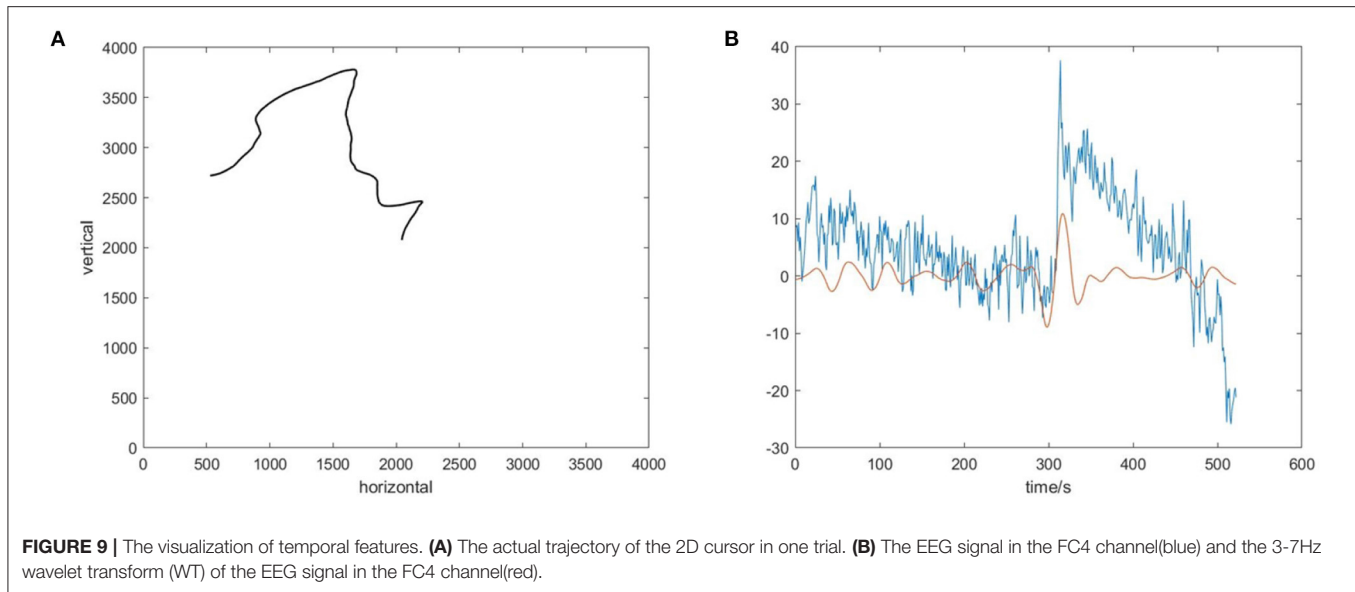 A
B
4000
3500
3000
2500
2000
1500
1000
500
0
vertical
0 500 1000 1500 2000 2500 3000 3500 4000
horizontal
40
30
20
10
0
-10
-20
-30
0 100 200 300 400 500 600
time/s
FIGURE 9 | The visualization of temporal features. (A) The actual trajectory of the 2D cursor in one trial. (B) The EEG signal in the FC4 channel(blue) and the 3-7Hz
wavelet transform (WT) of the EEG signal in the FC4 channel(red).